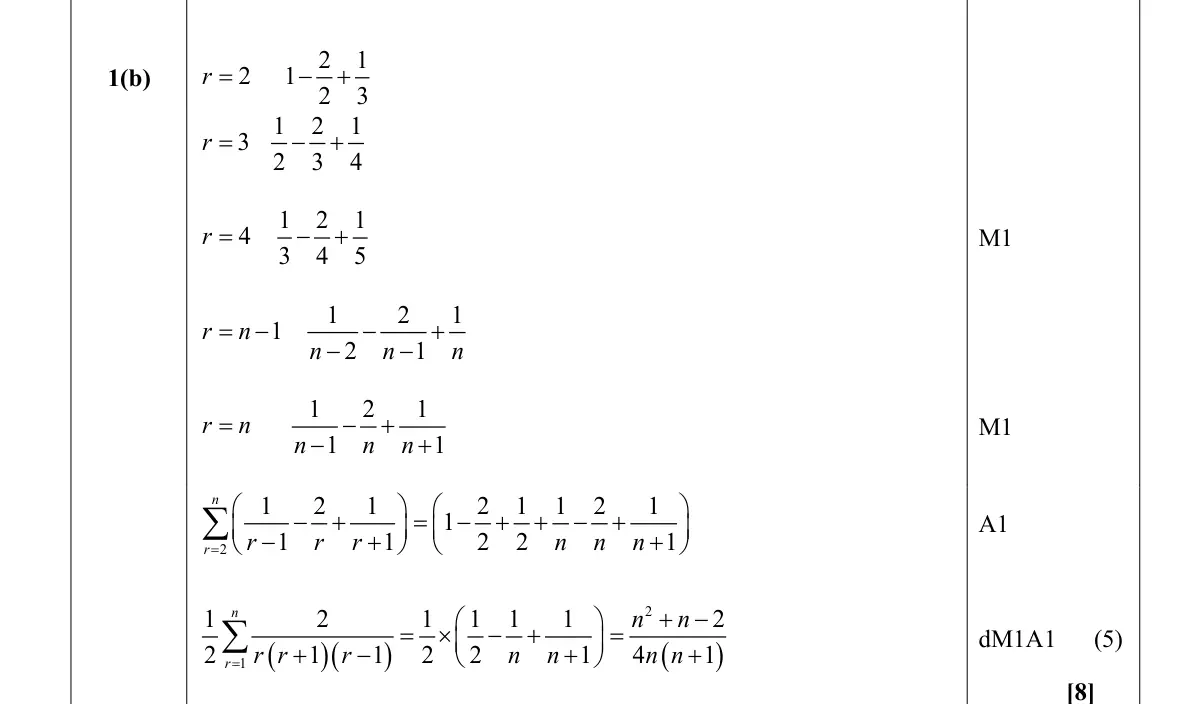 1(b) r = 2   1 − 2/2 + 1/3
r = 3   1/2 − 2/3 + 1/4
r = 4   1/3 − 2/4 + 1/5   M1
r = n − 1   1/(n − 2) − 2/(n − 1) + 1/n
r = n   1/(n − 1) − 2/n + 1/(n + 1)   M1
∑_{r=2}^{n} (1/(r − 1) − 2/r + 1/(r + 1)) = (1 − 2/2 + 1/2 + 1/n − 2/n + 1/(n + 1))   A1
1/2 ∑_{r=1}^{n} 2/(r(r + 1)(r − 1)) = 1/2 × (1/2 − 1/n + 1/(n + 1)) = (n² + n − 2)/(4n(n + 1))   dM1A1 (5)
[8]